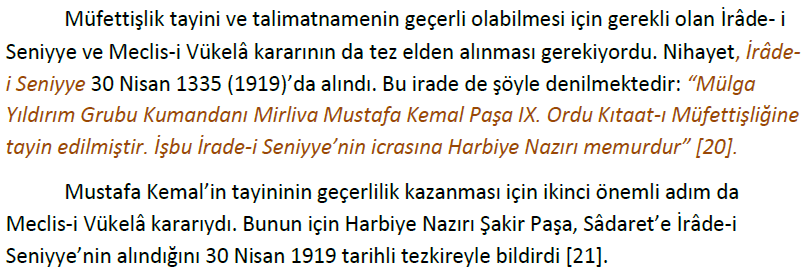 Müfettişlik tayini ve talimatnamenin geçerli olabilmesi için gerekli olan İrâde- i
Seniyye ve Meclis-i Vükelâ kararının da tez elden alınması gerekiyordu. Nihayet, İrâde-
i Seniyye 30 Nisan 1335 (1919)’da alındı. Bu irade de şöyle denilmektedir: “Mülga
Yıldırım Grubu Kumandanı Mirliva Mustafa Kemal Paşa IX. Ordu Kıtaat-ı Müfettişliğine
tayin edilmiştir. İşbu İrade-i Seniyye’nin icrasına Harbiye Nazırı memurdur” [20].
Mustafa Kemal’in tayininin geçerlilik kazanması için ikinci önemli adım da
Meclis-i Vükelâ kararıydı. Bunun için Harbiye Nazırı Şakir Paşa, Sâdaret’e İrâde-i
Seniyye’nin alındığını 30 Nisan 1919 tarihli tezkireyle bildirdi [21].